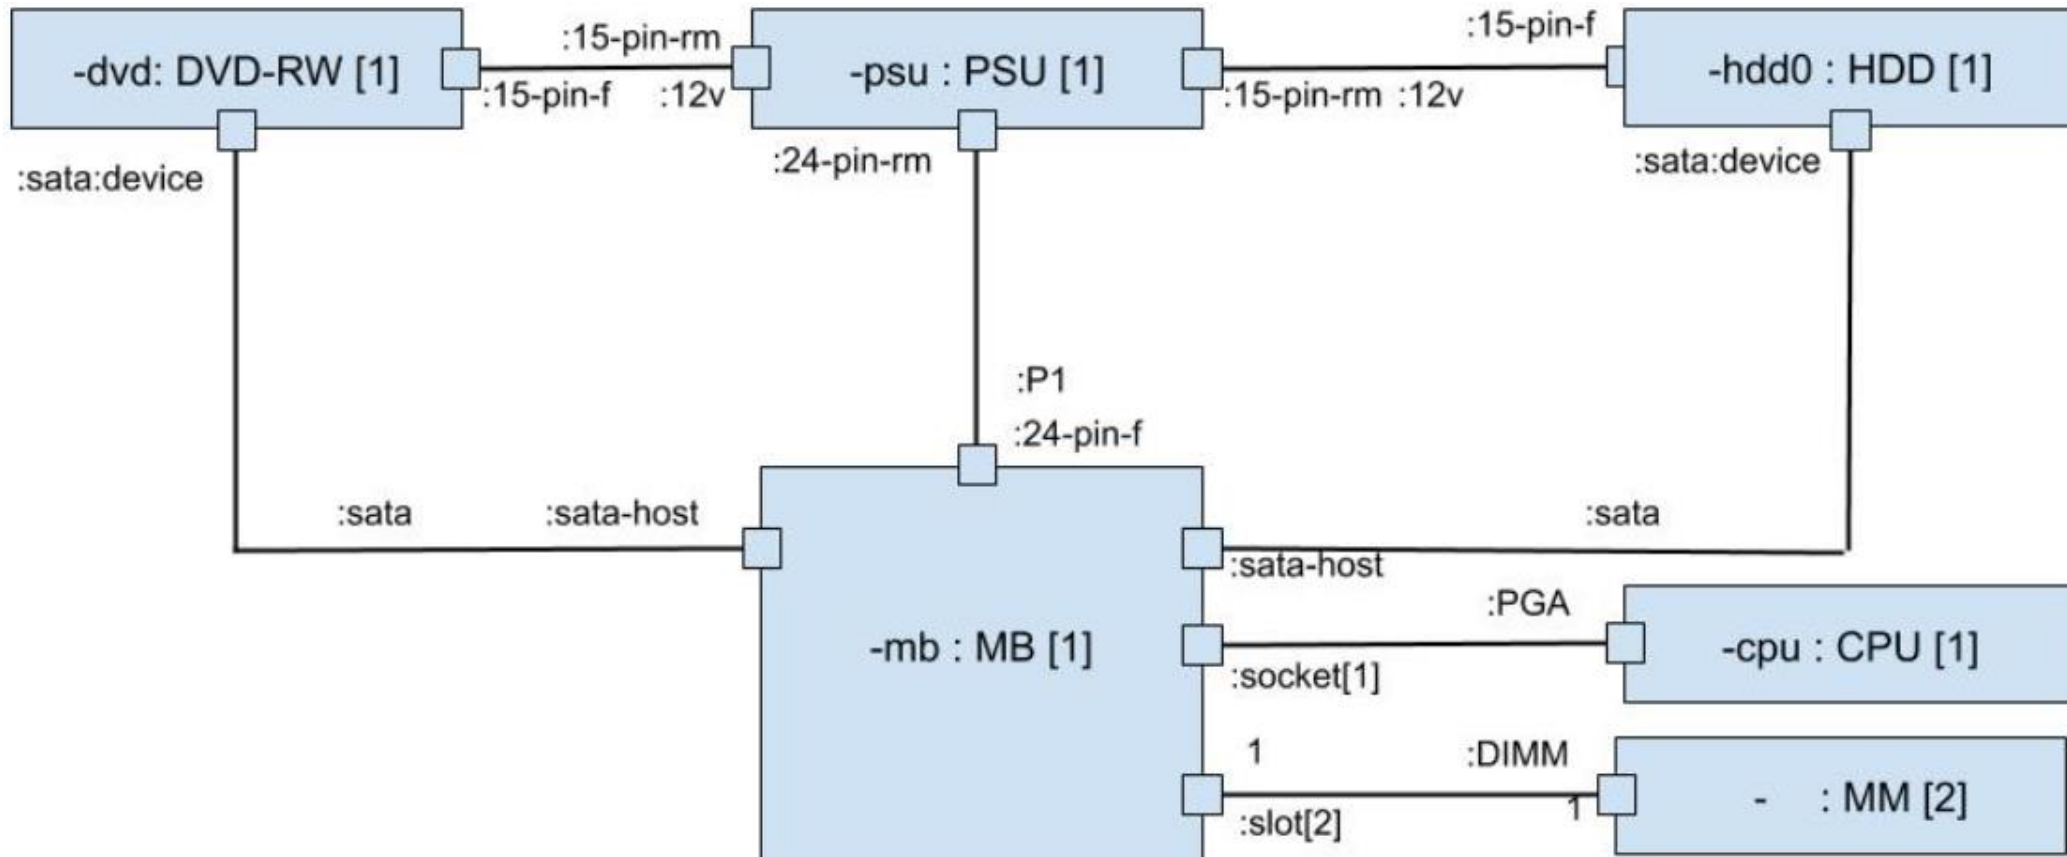 -dvd: DVD-RW [1]
:15-pin-rm
:15-pin-f
:12v
-psu : PSU [1]
:15-pin-f
:15-pin-rm :12v
-hdd0 : HDD [1]
:sata:device
:24-pin-rm
:sata:device
:P1
:24-pin-f
:sata
:sata-host
:sata
:sata-host
-mb : MB [1]
:PGA
:socket[1]
-cpu : CPU [1]
1
:DIMM
:slot[2]
1
- : MM [2]